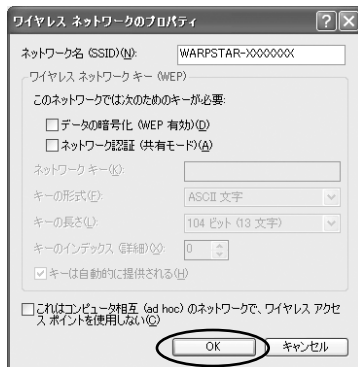 ワイヤレス ネットワークのプロパティ
ネットワーク名 (SSID)(N):
WARPSTAR-XXXXXXX
ワイヤレス ネットワーク キー (WEP)
このネットワークでは次のためのキーが必要:
データの暗号化 (WEP 有効)(D)
ネットワーク認証 (共有モード)(A)
ネットワーク キー(K):
キーの形式(F):
ASCII 文字
キーの長さ(L):
104 ビット (13 文字)
キーのインデックス (詳細)(X):
0
キーは自動的に提供される(H)
これはコンピュータ相互 (ad hoc) のネットワークで、ワイヤレス アクセ
ス ポイントを使用しない(C)
OK
キャンセル